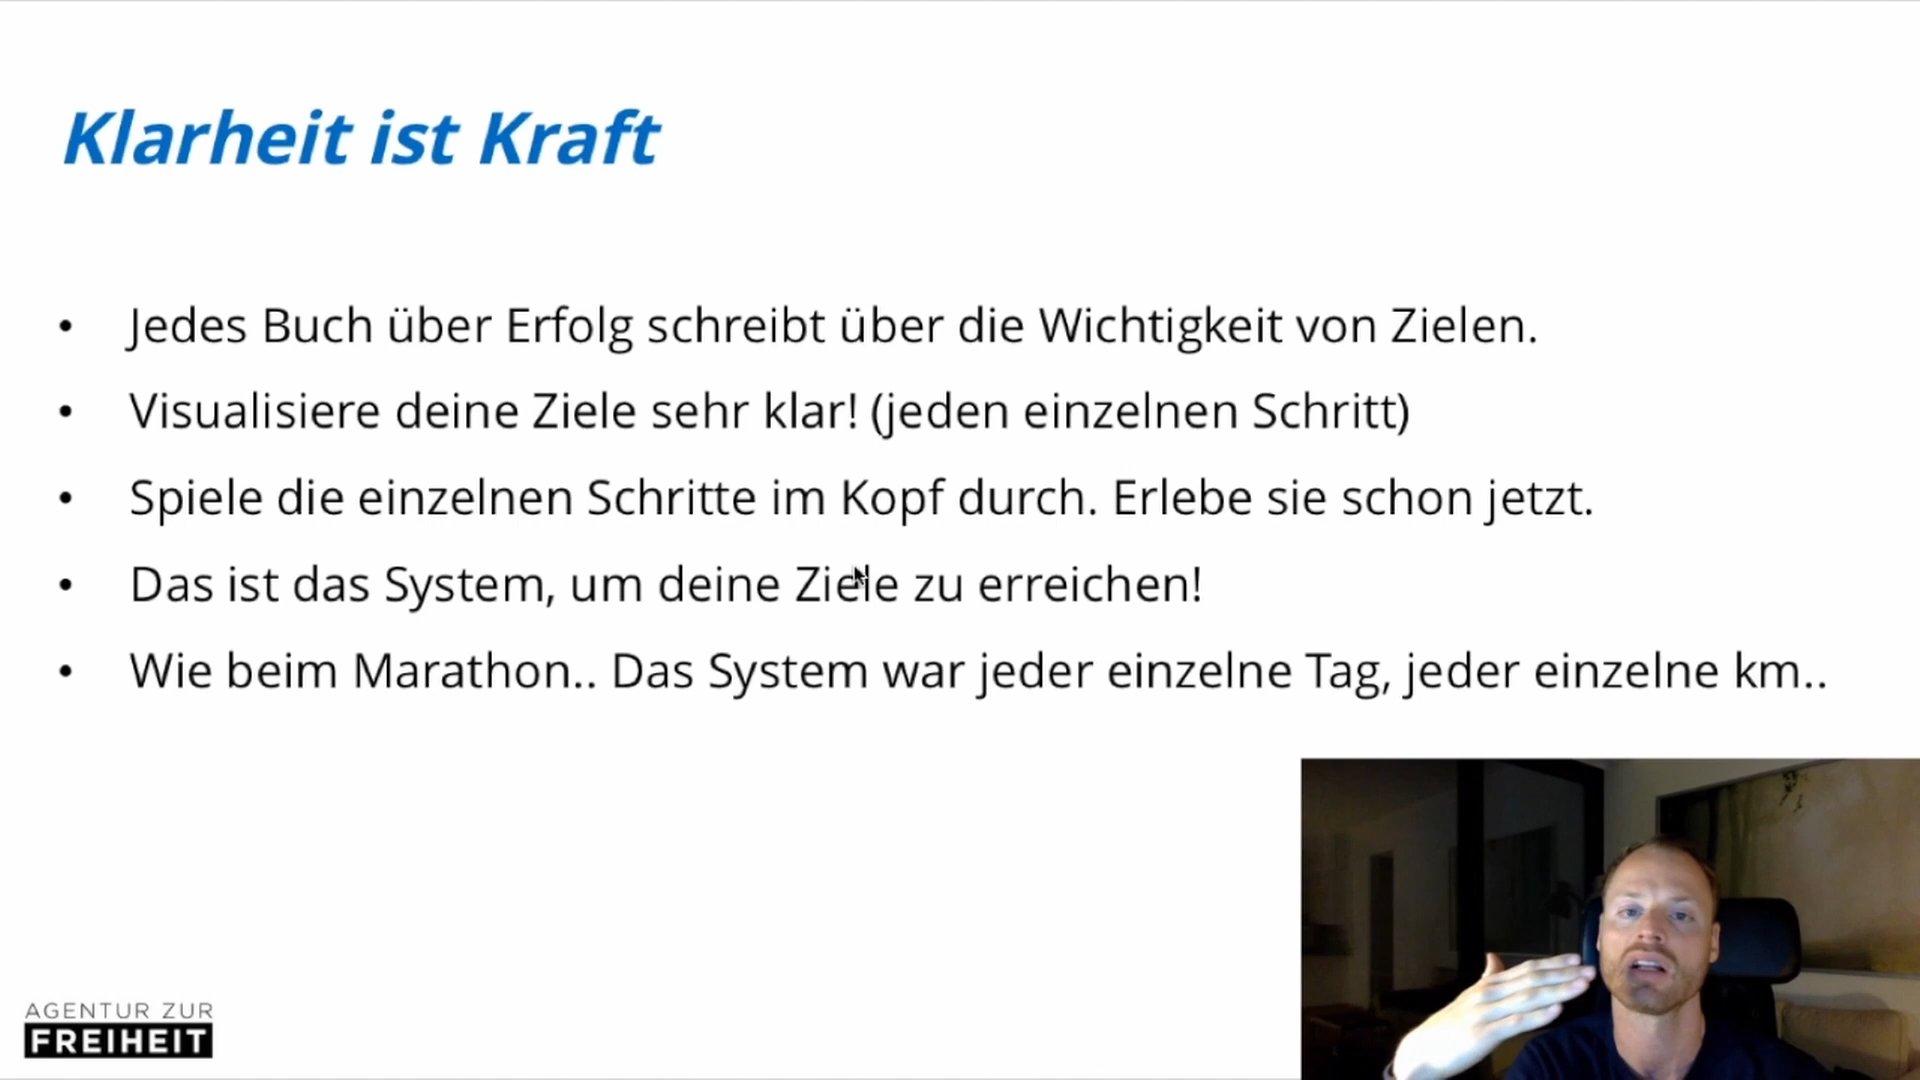 Klarheit ist Kraft
• Jedes Buch über Erfolg schreibt über die Wichtigkeit von Zielen.
• Visualisiere deine Ziele sehr klar! (jeden einzelnen Schritt)
• Spiele die einzelnen Schritte im Kopf durch. Erlebe sie schon jetzt.
• Das ist das System, um deine Ziele zu erreichen!
• Wie beim Marathon.. Das System war jeder einzelne Tag, jeder einzelne km..
AGENTUR ZUR
FREIHEIT